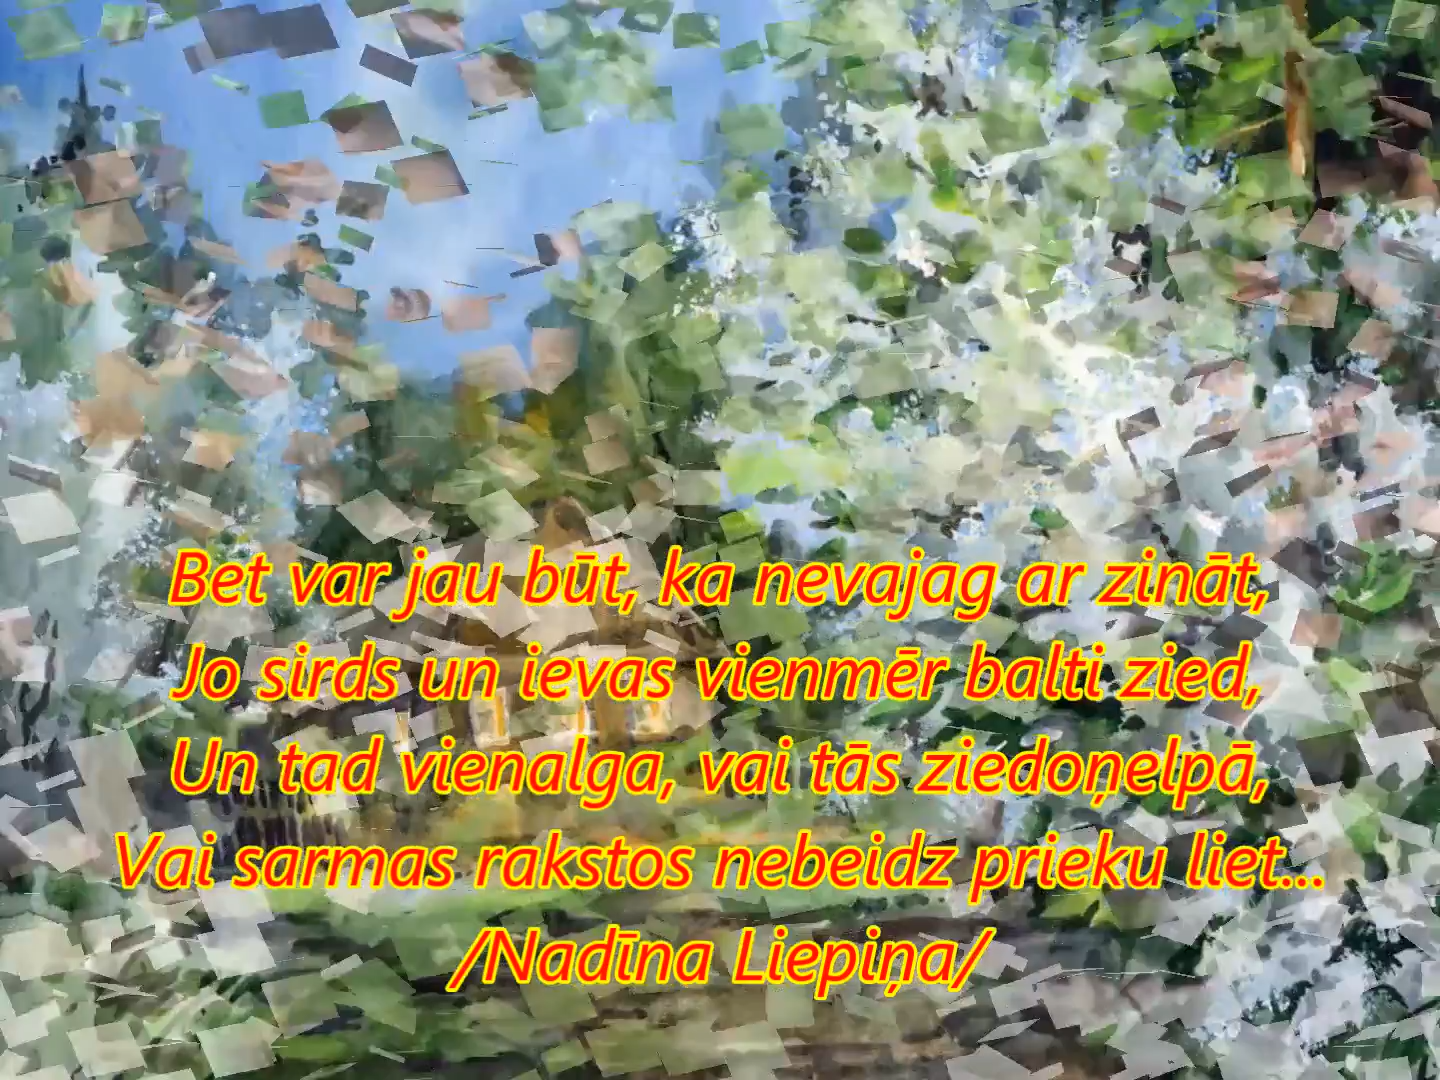 Bet var jau būt, ka nevajag ar zināt,
Jo sirds un ievas vienmēr balti zied,
Un tad vienalga, vai tās ziedoņelpā,
Vai sarmas rakstos nebeidz prieku liet...
/Nadīna Liepiņa/